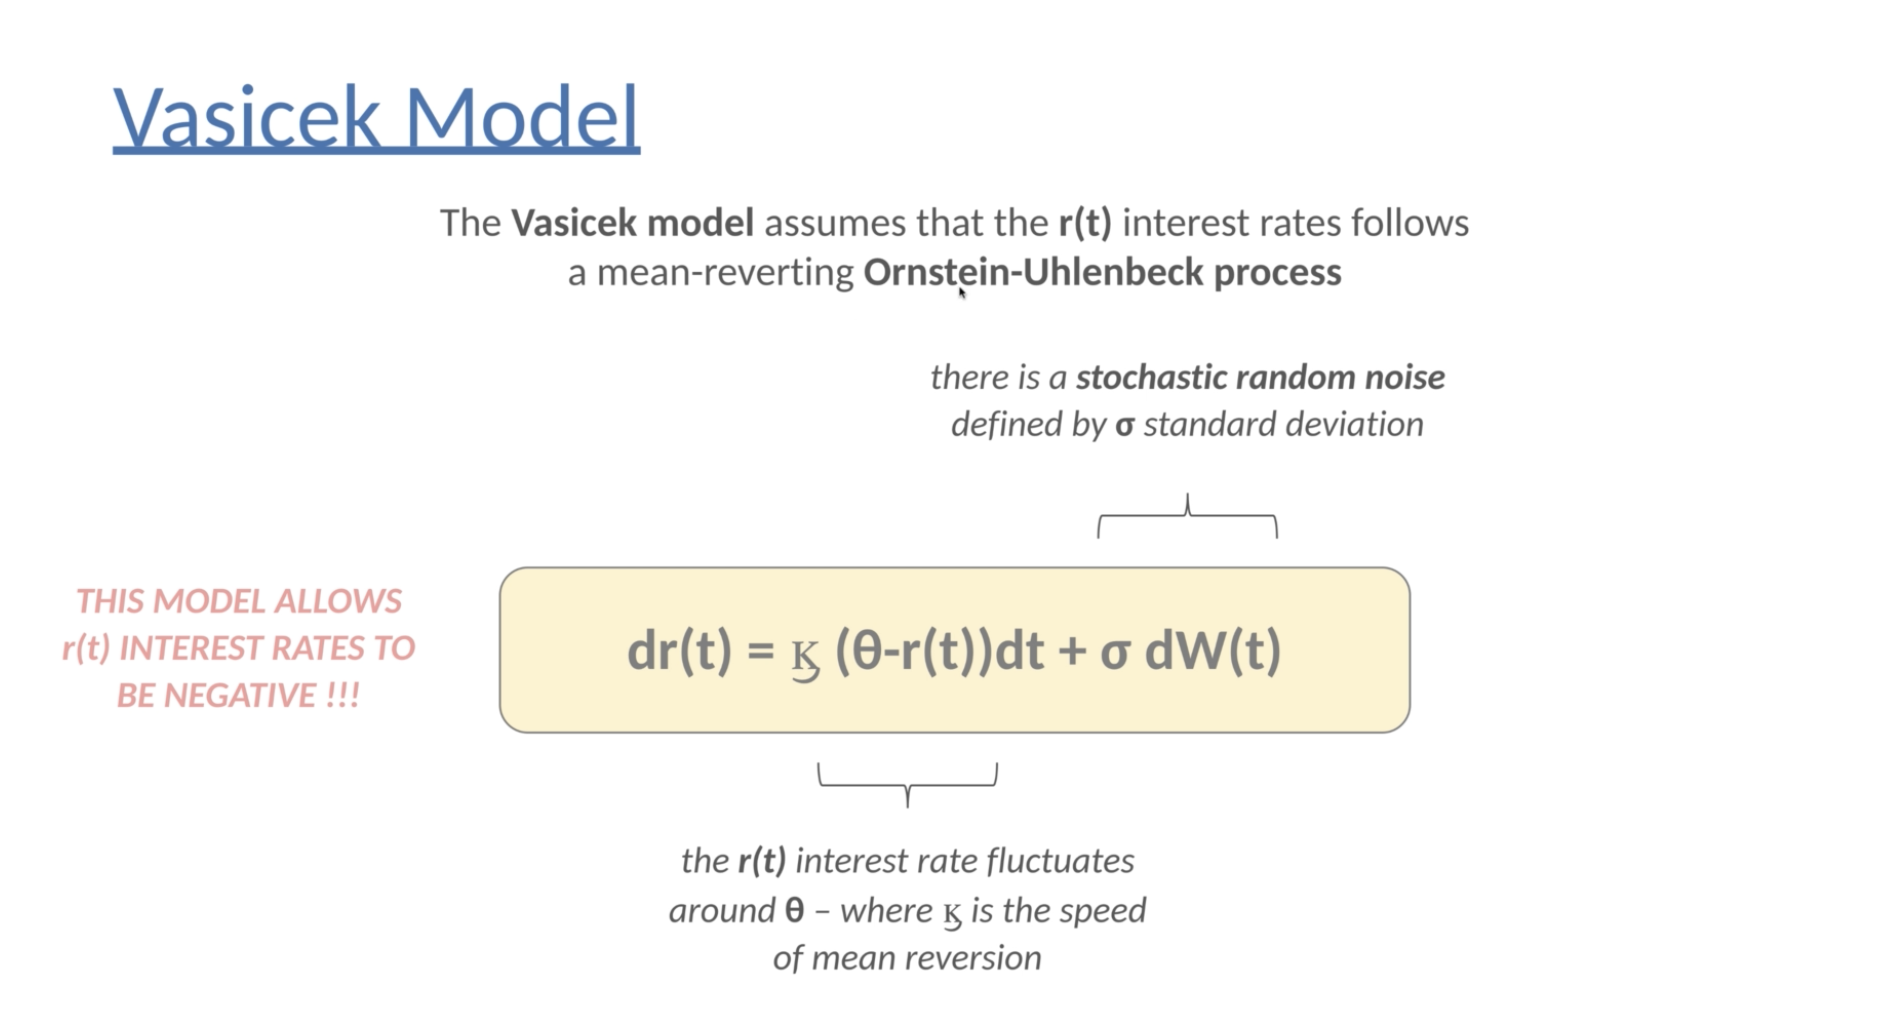 Vasicek Model
The Vasicek model assumes that the r(t) interest rates follows
a mean-reverting Ornstein-Uhlenbeck process
there is a stochastic random noise
defined by σ standard deviation
THIS MODEL ALLOWS
r(t) INTEREST RATES TO
BE NEGATIVE !!!
dr(t) = ӄ (θ-r(t))dt + σ dW(t)
the r(t) interest rate fluctuates
around θ – where ӄ is the speed
of mean reversion